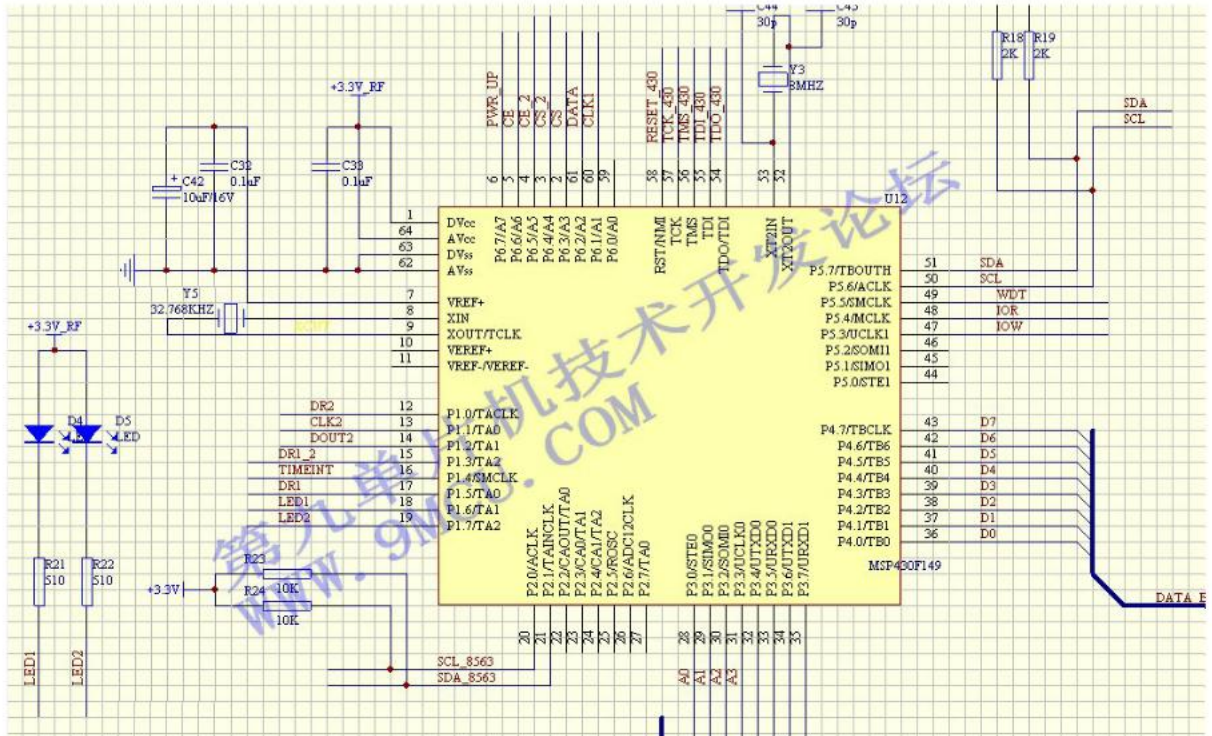 C44
30p
C43
30p
Y3
8MHZ
R18
2K
R19
2K
+3.3V_RF
PWR_UP
CE
CE_2
CS_2
CS
DATA
CLK1
RESET_430
TCK_430
TMS_430
TDI_430
TDO_430
SDA
SCL
C42
10uF/16V
C32
0.1uF
C33
0.1uF
6 5 4 3 2 61 60 59
58 57 56 55 54
53 52
U12
P6.7/A7
P6.6/A6
P6.5/A5
P6.4/A4
P6.3/A3
P6.2/A2
P6.1/A1
P6.0/A0
RST/NMI
TCK
TMS
TDI
TDO/TDI
XT2IN
XT2OUT
1 DVcc
64 AVcc
63 DVss
62 AVss
7 VREF+
8 XIN
9 XOUT/TCLK
10 VEREF+
11 VREF-/VEREF-
Y5
32.768KHZ
+3.3V_RF
D4
D5
LED
DR2 12 P1.0/TACLK
CLK2 13 P1.1/TA0
DOUT2 14 P1.2/TA1
DR1_2 15 P1.3/TA2
TIMEINT 16 P1.4/SMCLK
DR1 17 P1.5/TA0
LED1 18 P1.6/TA1
LED2 19 P1.7/TA2
P5.7/TBOUTH 51 SDA
P5.6/ACLK 50 SCL
P5.5/SMCLK 49 WDT
P5.4/MCLK 48 IOR
P5.3/UCLK1 47 IOW
P5.2/SOMI1 46
P5.1/SIMO1 45
P5.0/STE1 44
P4.7/TBCLK 43 D7
P4.6/TB6 42 D6
P4.5/TB5 41 D5
P4.4/TB4 40 D4
P4.3/TB3 39 D3
P4.2/TB2 38 D2
P4.1/TB1 37 D1
P4.0/TB0 36 D0
MSP430F149
DATA
P2.0/ACLK
P2.1/TAINCLK
P2.2/CAOUT/TA0
P2.3/CA0/TA1
P2.4/CA1/TA2
P2.5/ROSC
P2.6/ADC12CLK
P2.7/TA0
P3.0/STE0
P3.1/SIMO0
P3.2/SOMI0
P3.3/UCLK0
P3.4/UTXD0
P3.5/URXD0
P3.6/UTXD1
P3.7/URXD1
20 21 22 23 24 25 26 27
28 29 30 31 32 33 34 35
A0
A1
A2
A3
R21
510
R22
510
+3.3V
R23
10K
R24
10K
SCL_8563
SDA_8563
LED1
LED2
第九单片机技术开发论坛
WWW.9MCU.COM